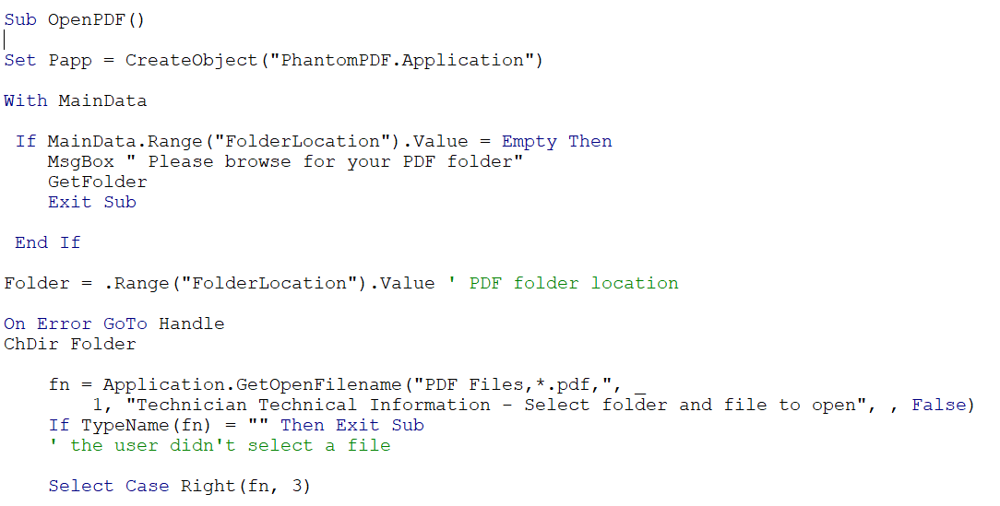 Sub OpenPDF()
Set Papp = CreateObject("PhantomPDF.Application")
With MainData
If MainData.Range("FolderLocation").Value = Empty Then
MsgBox " Please browse for your PDF folder"
GetFolder
Exit Sub
End If
Folder = .Range("FolderLocation").Value ' PDF folder location
On Error GoTo Handle
ChDir Folder
fn = Application.GetOpenFilename("PDF Files,*.pdf,", _
1, "Technician Technical Information - Select folder and file to open", , False)
If TypeName(fn) = "" Then Exit Sub
' the user didn't select a file
Select Case Right(fn, 3)